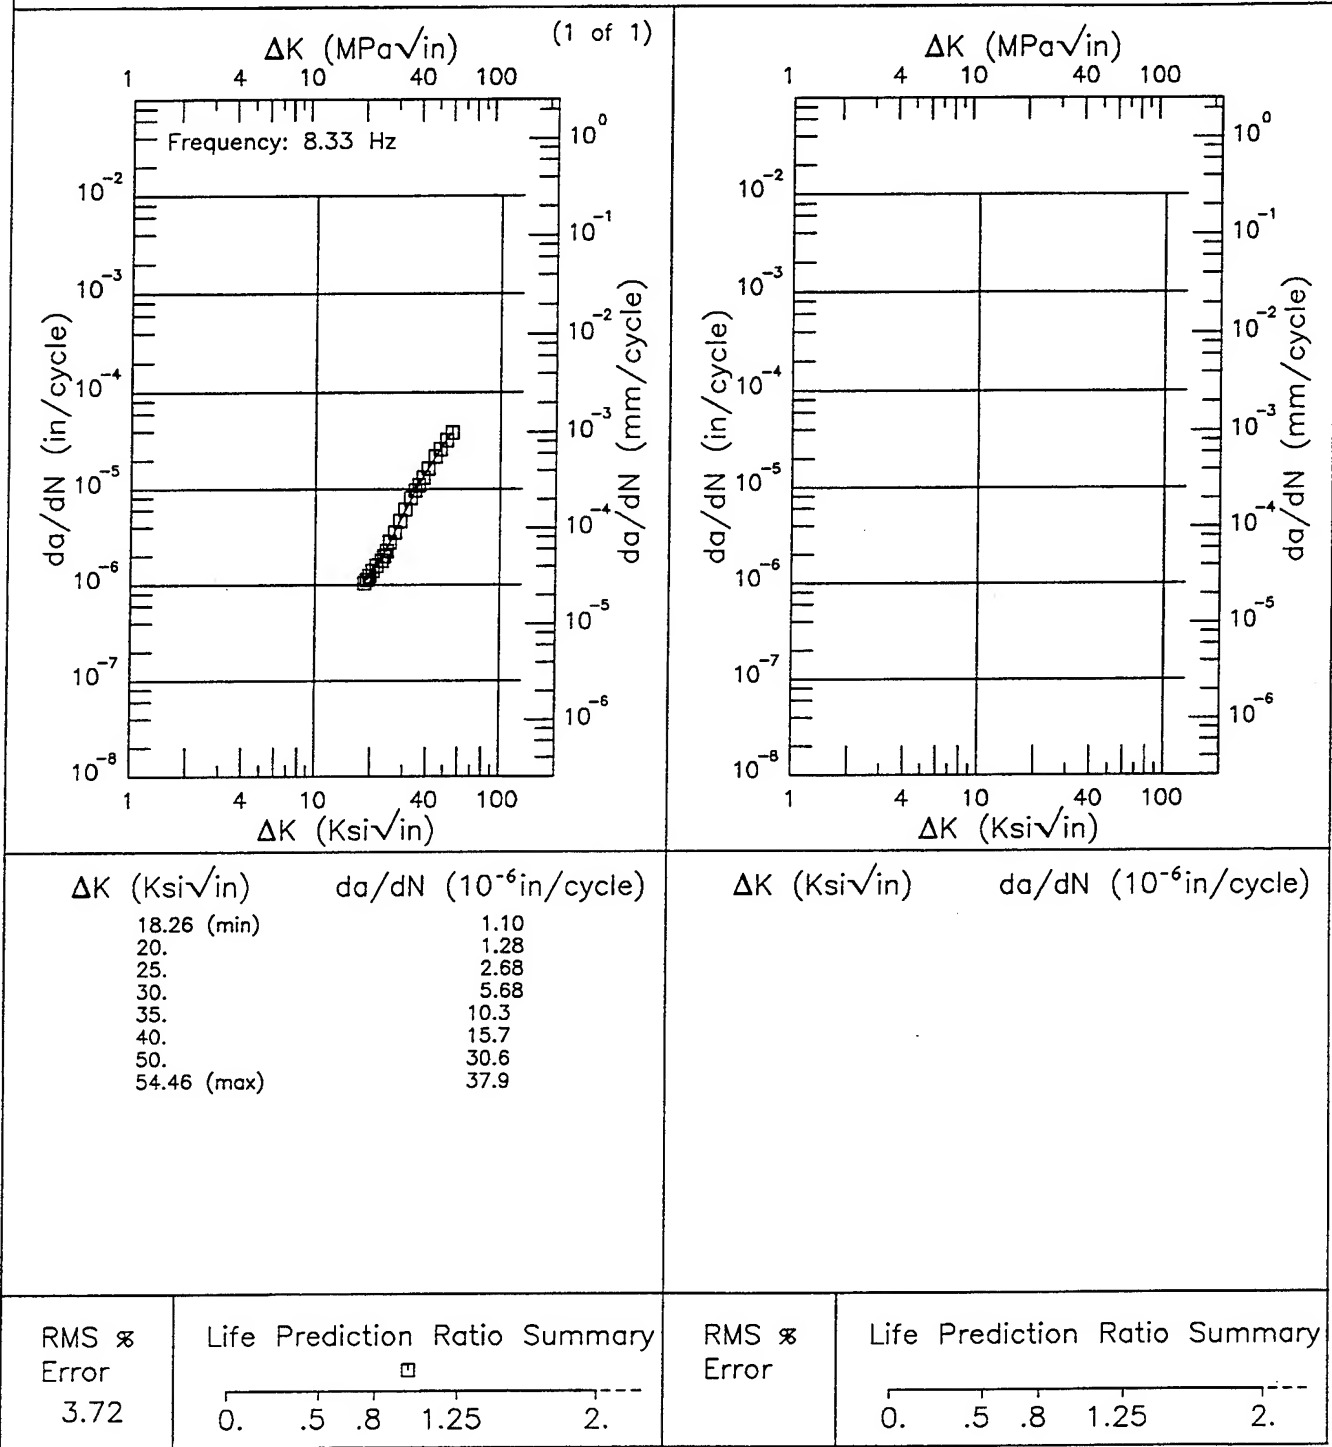 (1 of 1)
ΔK (MPa√in)
1 4 10 40 100
Frequency: 8.33 Hz
10⁻²
10⁻³
10⁻⁴
10⁻⁵
10⁻⁶
10⁻⁷
10⁻⁸
da/dN (in/cycle)
10⁰
10⁻¹
10⁻²
10⁻³
10⁻⁴
10⁻⁵
10⁻⁶
da/dN (mm/cycle)
1 4 10 40 100
ΔK (Ksi√in)
ΔK (MPa√in)
1 4 10 40 100
10⁻²
10⁻³
10⁻⁴
10⁻⁵
10⁻⁶
10⁻⁷
10⁻⁸
da/dN (in/cycle)
10⁰
10⁻¹
10⁻²
10⁻³
10⁻⁴
10⁻⁵
10⁻⁶
da/dN (mm/cycle)
1 4 10 40 100
ΔK (Ksi√in)
ΔK (Ksi√in) da/dN (10⁻⁶in/cycle)
18.26 (min) 1.10
20. 1.28
25. 2.68
30. 5.68
35. 10.3
40. 15.7
50. 30.6
54.46 (max) 37.9
ΔK (Ksi√in) da/dN (10⁻⁶in/cycle)
RMS %
Error
3.72
Life Prediction Ratio Summary
0. .5 .8 1.25 2.
RMS %
Error
Life Prediction Ratio Summary
0. .5 .8 1.25 2.